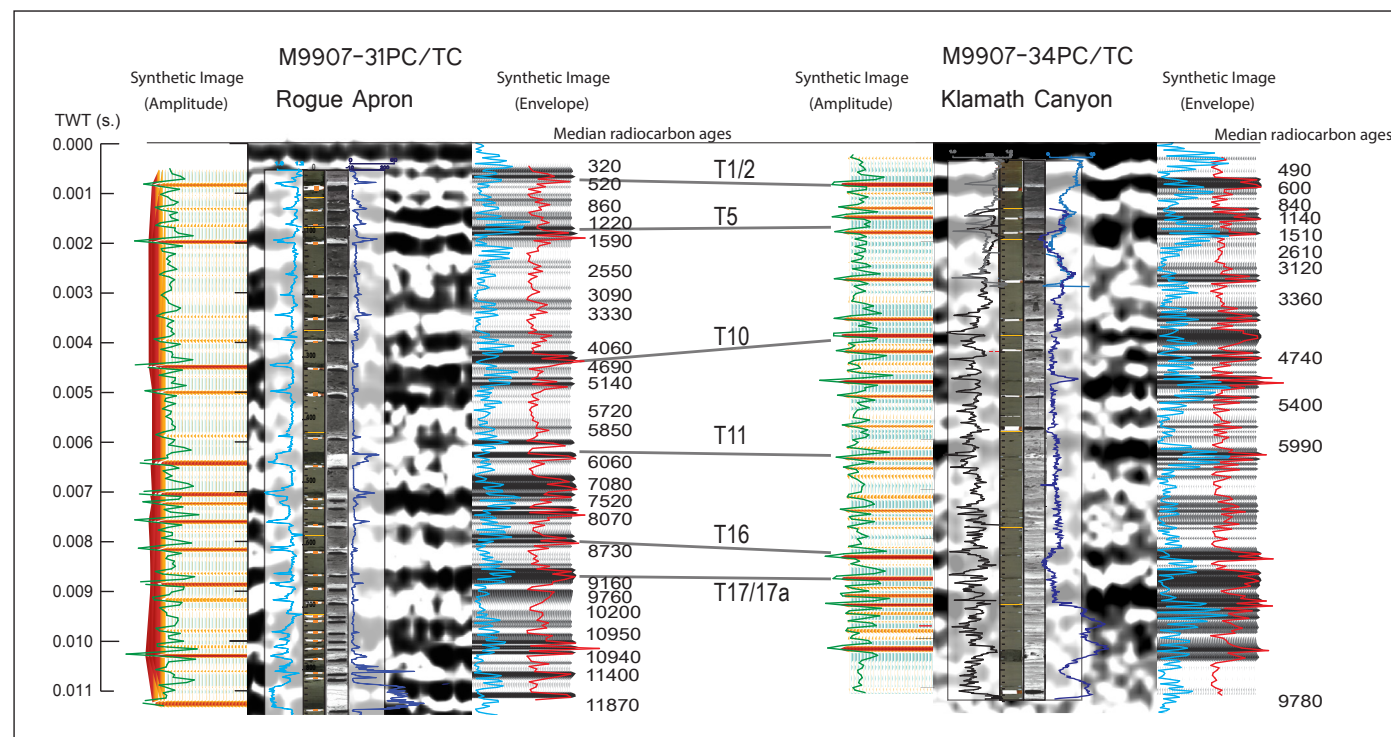 M9907-31PC/TC
M9907-34PC/TC
Synthetic Image
(Amplitude)
Rogue Apron
Synthetic Image
(Envelope)
Synthetic Image
(Amplitude)
Klamath Canyon
Synthetic Image
(Envelope)
TWT (s.)
Median radiocarbon ages
Median radiocarbon ages
0.000
0.001
0.002
0.003
0.004
0.005
0.006
0.007
0.008
0.009
0.010
0.011
320
520
860
1220
1590
2550
3090
3330
4060
4690
5140
5720
5850
6060
7080
7520
8070
8730
9160
9760
10200
10950
10940
11400
11870
T1/2
T5
T10
T11
T16
T17/17a
490
600
840
1140
1510
2610
3120
3360
4740
5400
5990
9780